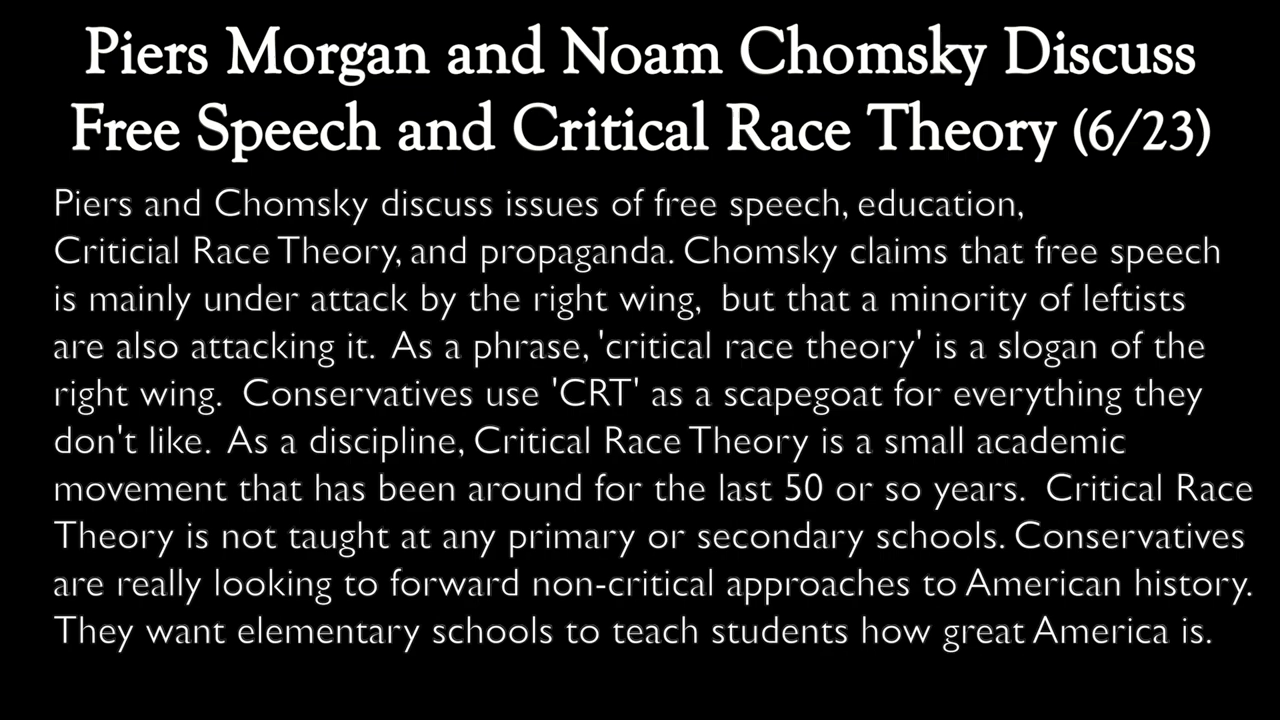 Piers Morgan and Noam Chomsky Discuss
Free Speech and Critical Race Theory (6/23)
Piers and Chomsky discuss issues of free speech, education,
Criticial Race Theory, and propaganda. Chomsky claims that free speech
is mainly under attack by the right wing, but that a minority of leftists
are also attacking it. As a phrase, 'critical race theory' is a slogan of the
right wing. Conservatives use 'CRT' as a scapegoat for everything they
don't like. As a discipline, Critical Race Theory is a small academic
movement that has been around for the last 50 or so years. Critical Race
Theory is not taught at any primary or secondary schools. Conservatives
are really looking to forward non-critical approaches to American history.
They want elementary schools to teach students how great America is.